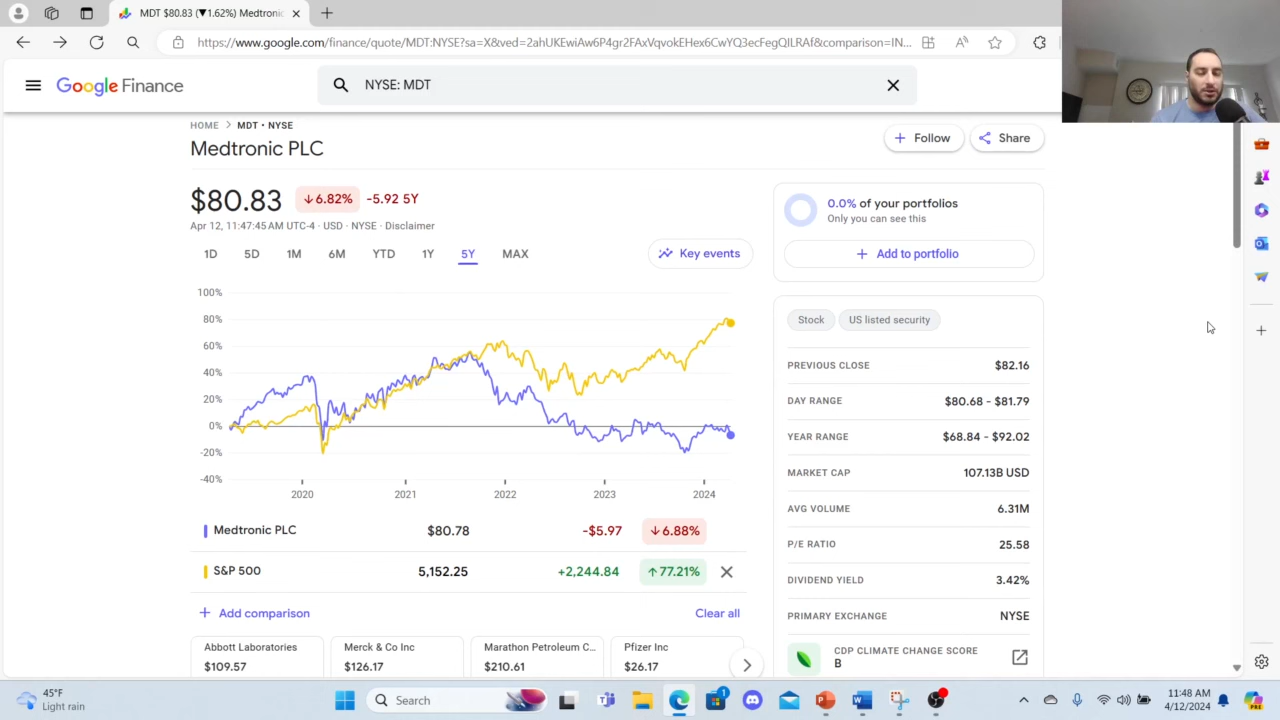 MDT $80.83 (▼1.62%) Medtronic
https://www.google.com/finance/quote/MDT:NYSE?sa=X&ved=2ahUKEwiAw6P4gr2FAxVqvokEHex6CwYQ3ecFegQILRAf&comparison=IN...
Google Finance
NYSE: MDT
HOME > MDT • NYSE
Medtronic PLC
+ Follow
Share
$80.83
↓6.82%
-5.92 5Y
Apr 12, 11:47:45 AM UTC-4 · USD · NYSE · Disclaimer
1D 5D 1M 6M YTD 1Y 5Y MAX
Key events
100%
80%
60%
40%
20%
0%
-20%
-40%
2020 2021 2022 2023 2024
Medtronic PLC $80.78 -$5.97 ↓6.88%
S&P 500 5,152.25 +2,244.84 ↑77.21%
+ Add comparison
Clear all
Abbott Laboratories
$109.57
Merck & Co Inc
$126.17
Marathon Petroleum C...
$210.61
Pfizer Inc
$26.17
0.0% of your portfolios
Only you can see this
+ Add to portfolio
Stock
US listed security
PREVIOUS CLOSE $82.16
DAY RANGE $80.68 - $81.79
YEAR RANGE $68.84 - $92.02
MARKET CAP 107.13B USD
AVG VOLUME 6.31M
P/E RATIO 25.58
DIVIDEND YIELD 3.42%
PRIMARY EXCHANGE NYSE
CDP CLIMATE CHANGE SCORE
B
45°F
Light rain
Search
1
11:48 AM
4/12/2024